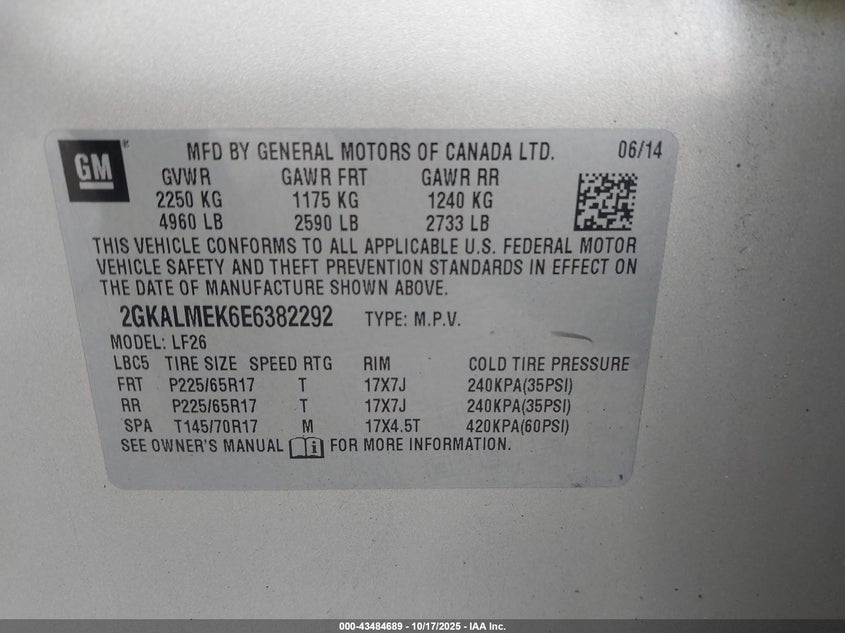 GM ® MFD BY GENERAL MOTORS OF CANADA LTD. 06/14
GVWR GAWR FRT GAWR RR
2250 KG 1175 KG 1240 KG
4960 LB 2590 LB 2733 LB
THIS VEHICLE CONFORMS TO ALL APPLICABLE U.S. FEDERAL MOTOR
VEHICLE SAFETY AND THEFT PREVENTION STANDARDS IN EFFECT ON
THE DATE OF MANUFACTURE SHOWN ABOVE.
2GKALMEK6E6382292 TYPE: M.P.V.
MODEL: LF26
LBC5 TIRE SIZE SPEED RTG RIM COLD TIRE PRESSURE
FRT P225/65R17 T 17X7J 240KPA(35PSI)
RR P225/65R17 T 17X7J 240KPA(35PSI)
SPA T145/70R17 M 17X4.5T 420KPA(60PSI)
SEE OWNER'S MANUAL i FOR MORE INFORMATION.
000-43484689 - 10/17/2025 - IAA Inc.